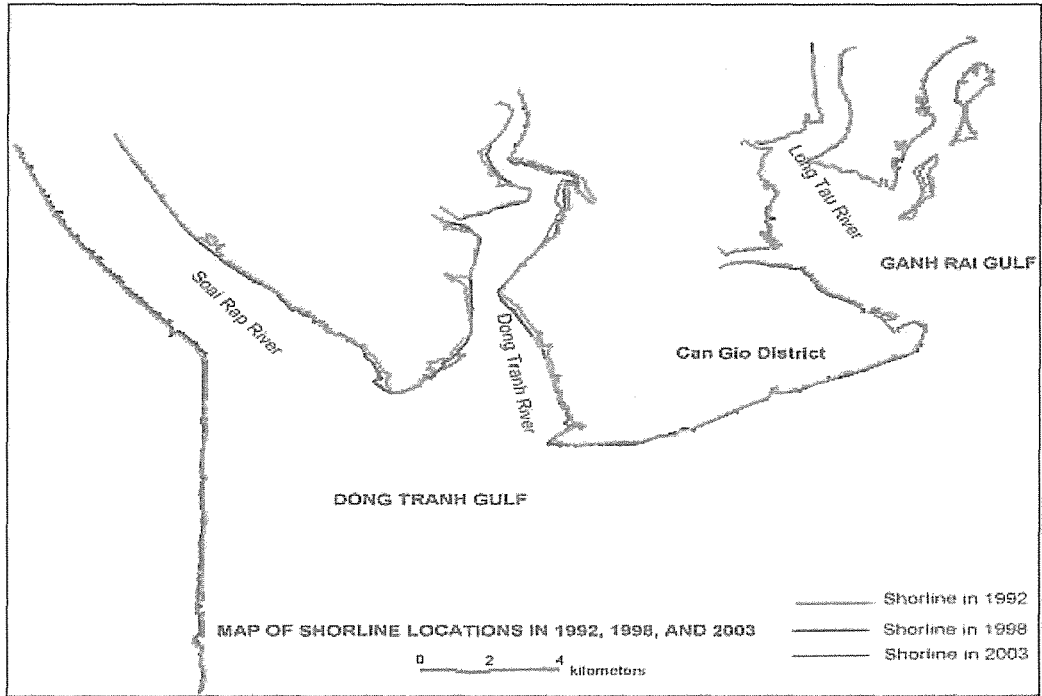 Long Tau River
GANH RAI GULF
Soai Rap River
Dong Tranh River
Can Gio District
DONG TRANH GULF
Shorline in 1992
MAP OF SHORLINE LOCATIONS IN 1992, 1998, AND 2003
Shorline in 1998
Shorline in 2003
0 2 4
kilometers